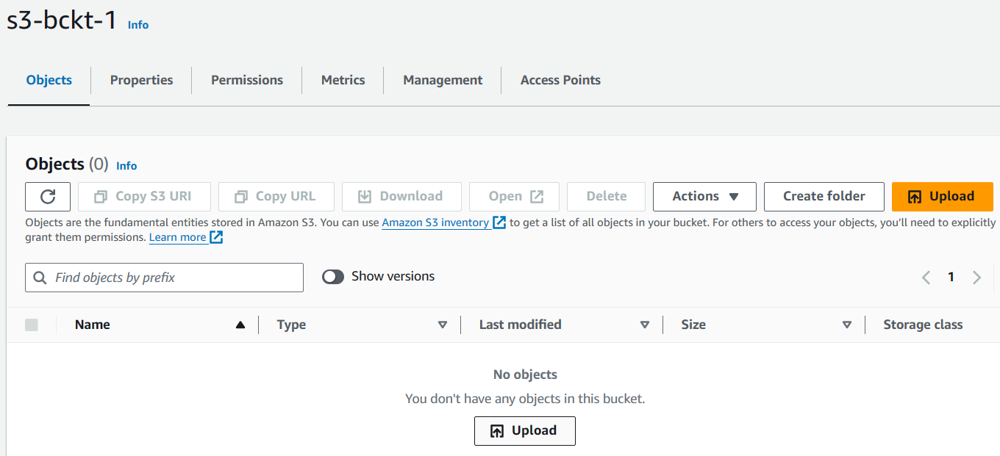 s3-bckt-1 Info
Objects Properties Permissions Metrics Management Access Points
Objects (0) Info
Copy S3 URI Copy URL Download Open Delete Actions Create folder Upload
Objects are the fundamental entities stored in Amazon S3. You can use Amazon S3 inventory to get a list of all objects in your bucket. For others to access your objects, you'll need to explicitly
grant them permissions. Learn more
Find objects by prefix Show versions 1
Name Type Last modified Size Storage class
No objects
You don't have any objects in this bucket.
Upload